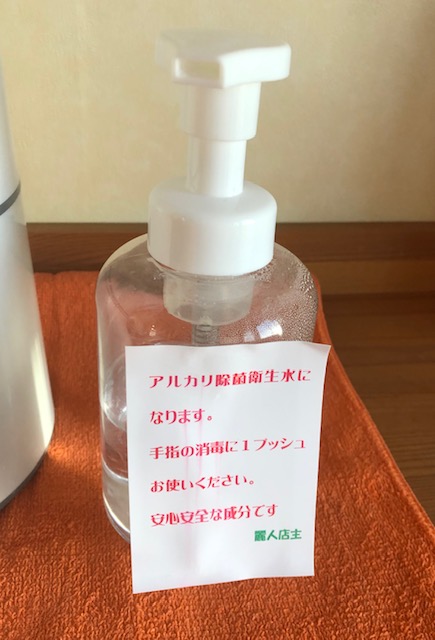 アルカリ除菌衛生水に
なります。
手指の消毒に1プッシュ
お使いください。
安心安全な成分です
麗人店主